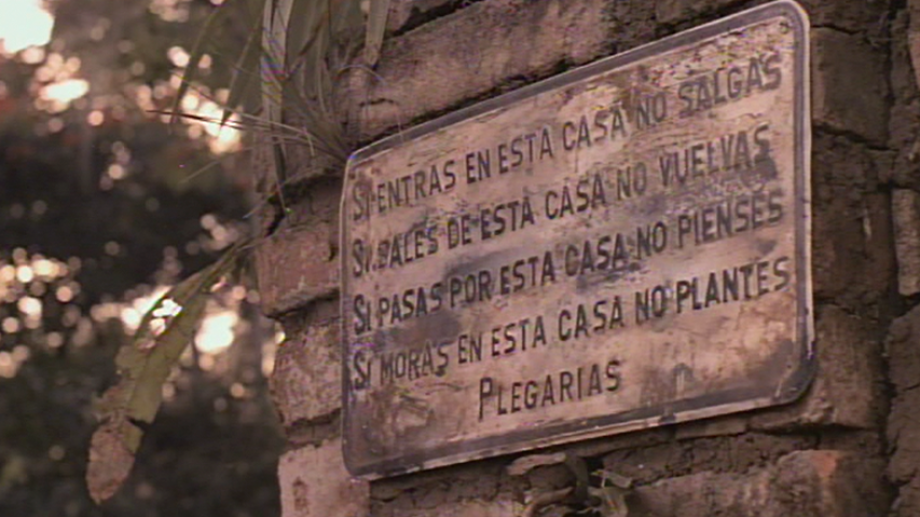 SI ENTRAS EN ESTA CASA NO SALGAS
SI SALES DE ESTA CASA NO VUELVAS
SI PASAS POR ESTA CASA NO PIENSES
SI MORAS EN ESTA CASA NO PLANTES
PLEGARIAS